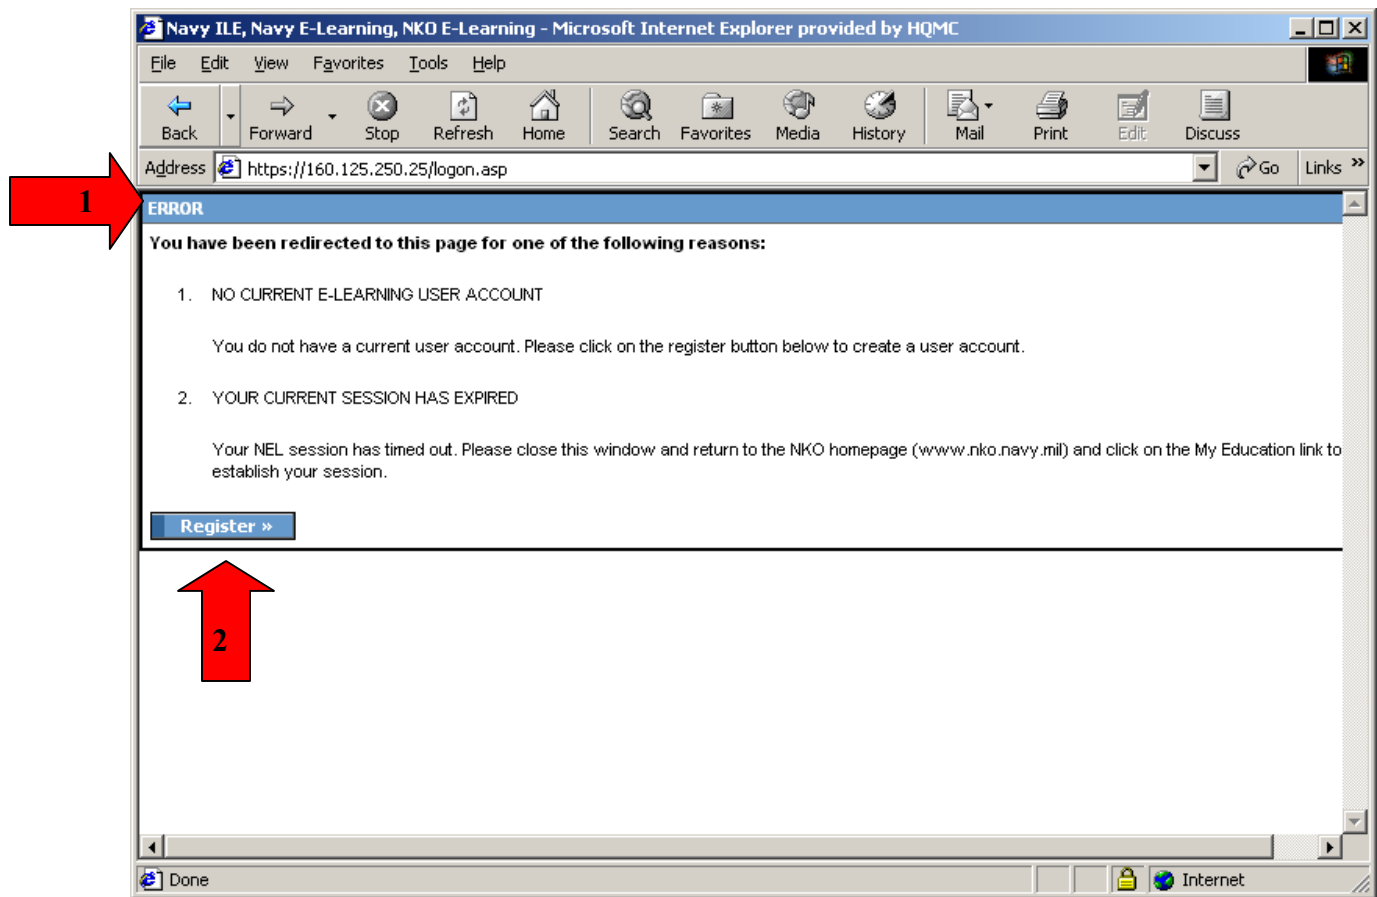 Navy ILE, Navy E-Learning, NKO E-Learning - Microsoft Internet Explorer provided by HQMC
File Edit View Favorites Tools Help
Back Forward Stop Refresh Home Search Favorites Media History Mail Print Edit Discuss
Address https://160.125.250.25/logon.asp Go Links »
1
ERROR
You have been redirected to this page for one of the following reasons:
1. NO CURRENT E-LEARNING USER ACCOUNT
You do not have a current user account. Please click on the register button below to create a user account.
2. YOUR CURRENT SESSION HAS EXPIRED
Your NEL session has timed out. Please close this window and return to the NKO homepage (www.nko.navy.mil) and click on the My Education link to
establish your session.
Register »
2
Done Internet